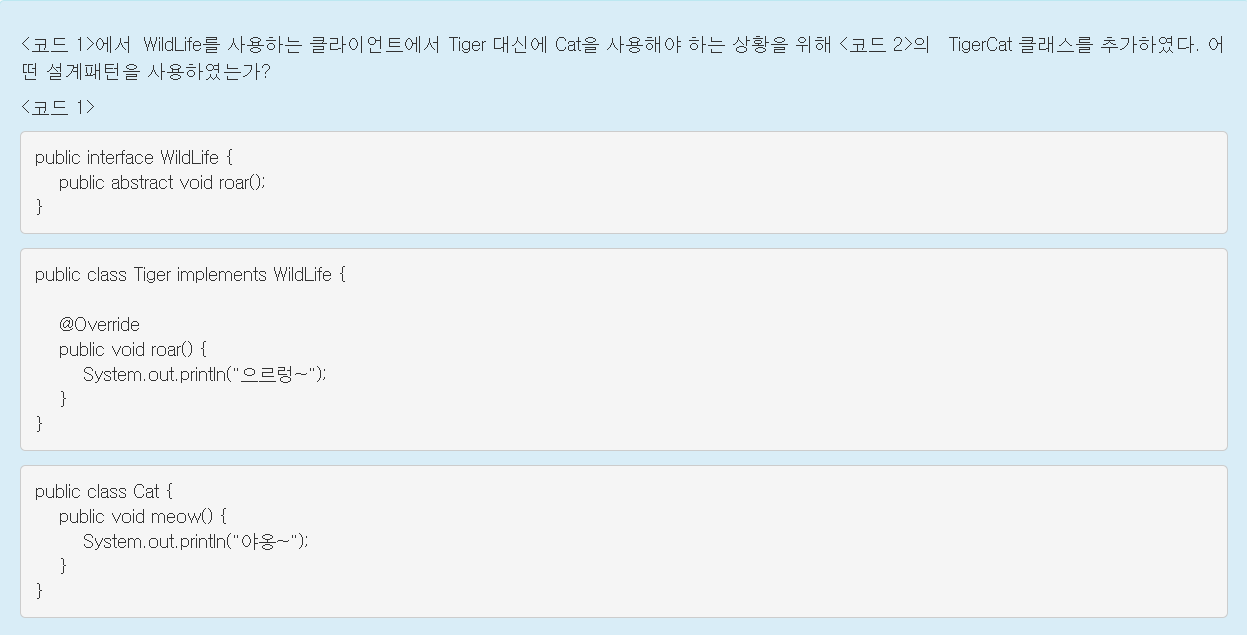 <코드 1>에서 WildLife를 사용하는 클라이언트에서 Tiger 대신에 Cat을 사용해야 하는 상황을 위해 <코드 2>의 TigerCat 클래스를 추가하였다. 어
떤 설계패턴을 사용하였는가?
<코드 1>
public interface WildLife {
public abstract void roar();
}
public class Tiger implements WildLife {
@Override
public void roar() {
System.out.println("으르렁~");
}
}
public class Cat {
public void meow() {
System.out.println("야옹~");
}
}